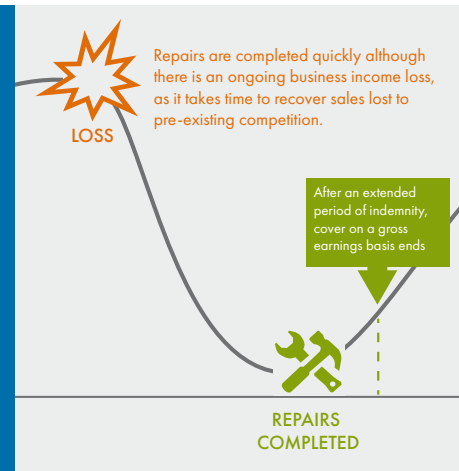 Repairs are completed quickly although
there is an ongoing business income loss,
as it takes time to recover sales lost to
pre-existing competition.
LOSS
After an extended
period of indemnity,
cover on a gross
earnings basis ends
REPAIRS
COMPLETED